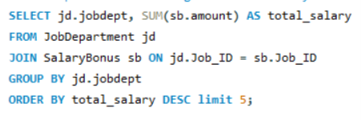 SELECT jd.jobdept, SUM(sb.amount) AS total_salary
FROM JobDepartment jd
JOIN SalaryBonus sb ON jd.Job_ID = sb.Job_ID
GROUP BY jd.jobdept
ORDER BY total_salary DESC limit 5;